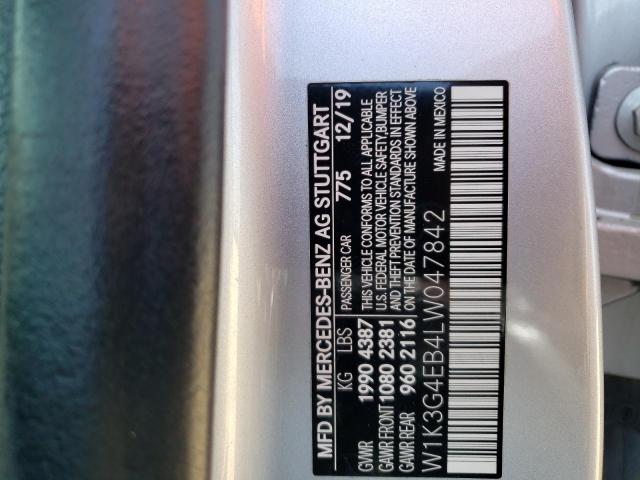 MFD BY MERCEDES-BENZ AG STUTTGART
KG LBS PASSENGER CAR 775 12/19
GVWR 1990 4387 THIS VEHICLE CONFORMS TO ALL APPLICABLE
GAWR FRONT 1080 2381 U.S. FEDERAL MOTOR VEHICLE SAFETY,BUMPER
AND THEFT PREVENTION STANDARDS IN EFFECT
GAWR REAR 960 2116 ON THE DATE OF MANUFACTURE SHOWN ABOVE
W1K3G4EB4LW047842 MADE IN MEXICO